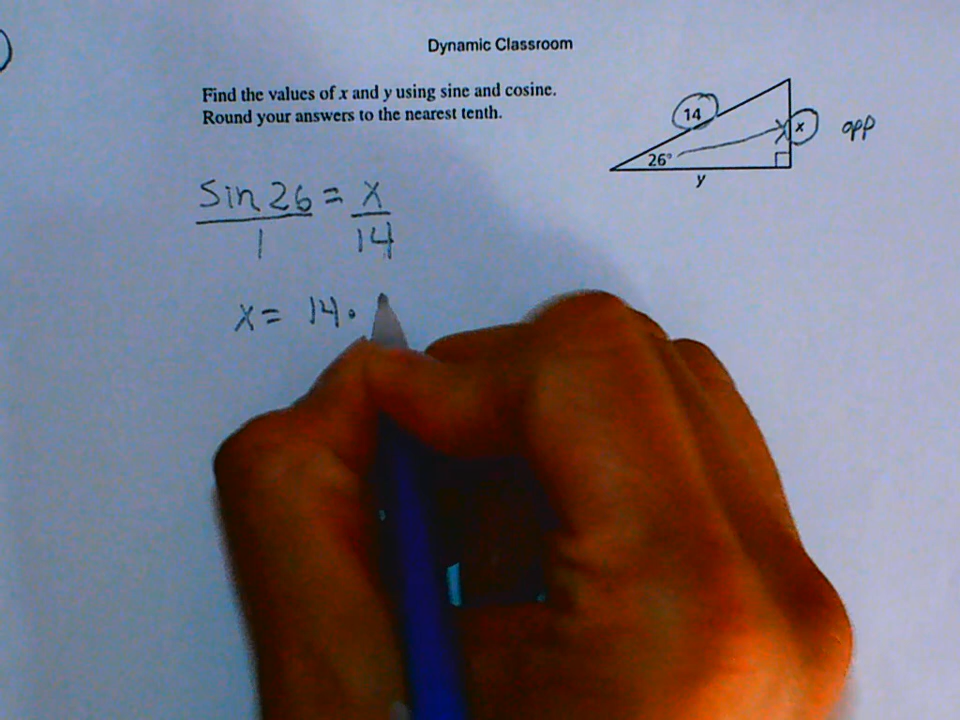 Dynamic Classroom
Find the values of x and y using sine and cosine.
Round your answers to the nearest tenth.
14
x
opp
26°
y
Sin 26 = x
1 14
x = 14 ·